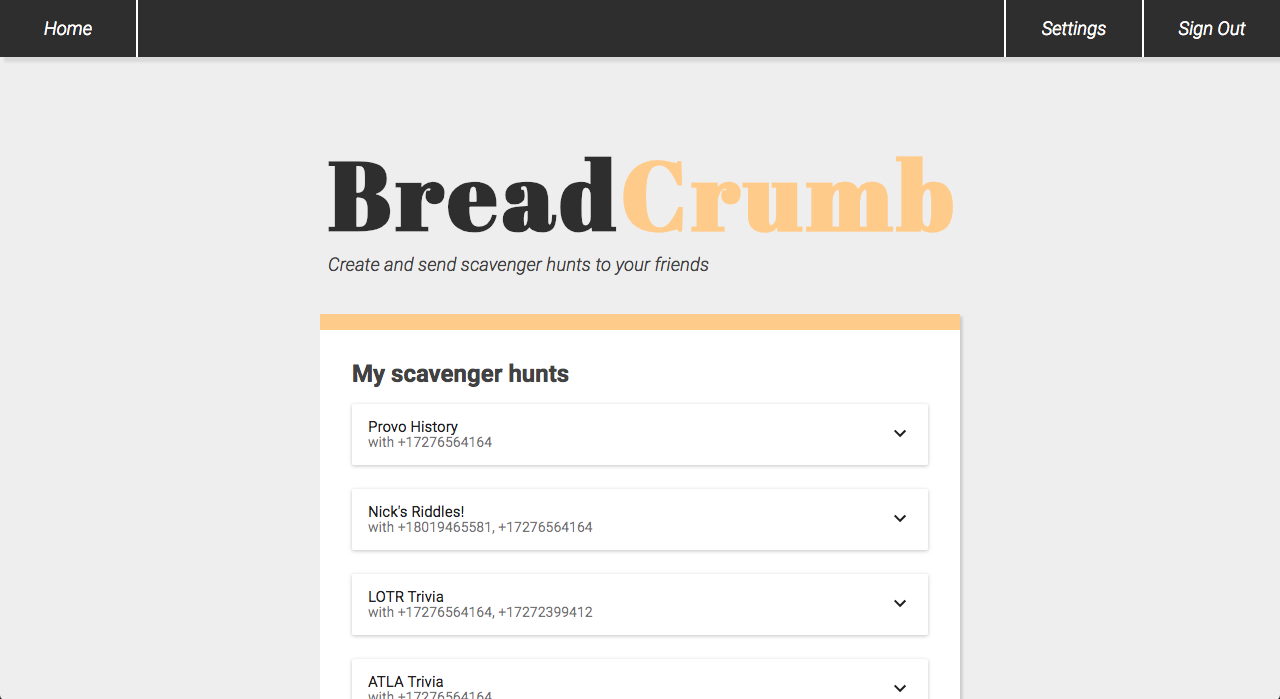 Home
Settings
Sign Out
BreadCrumb
Create and send scavenger hunts to your friends
My scavenger hunts
Provo History
with +17276564164
Nick's Riddles!
with +18019465581, +17276564164
LOTR Trivia
with +17276564164, +17272399412
ATLA Trivia
with +17276564164